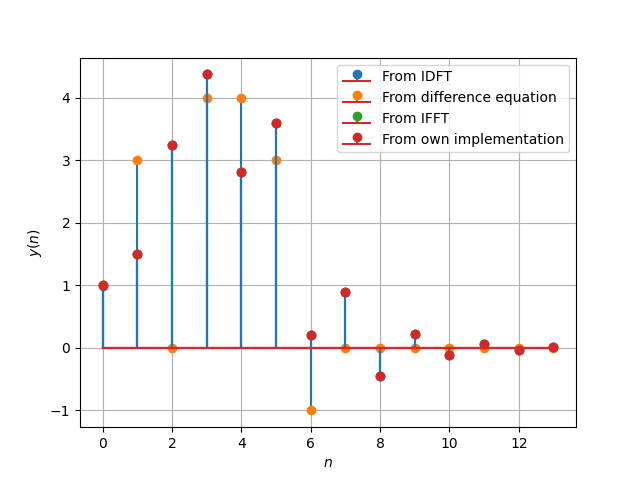 From IDFT
From difference equation
From IFFT
From own implementation
4
3
2
1
0
−1
y(n)
0 2 4 6 8 10 12
n